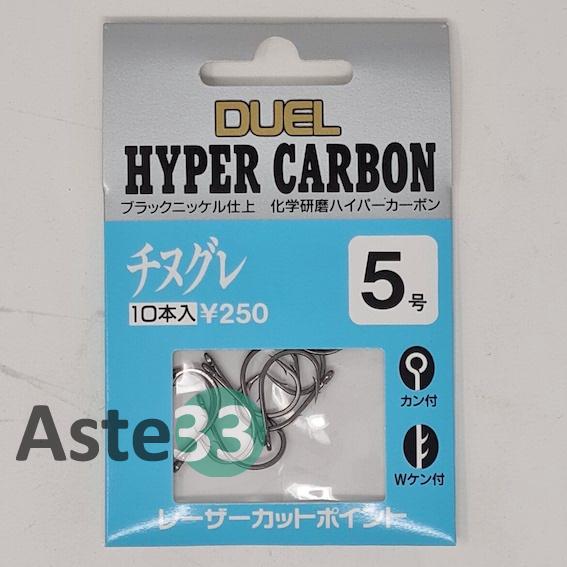 DUEL
HYPER CARBON
ブラックニッケル仕上 化学研磨ハイパーカーボン
チヌグレ
5号
10本入 ¥250
カン付
Aste33
Wケン付
レーザーカットポイント